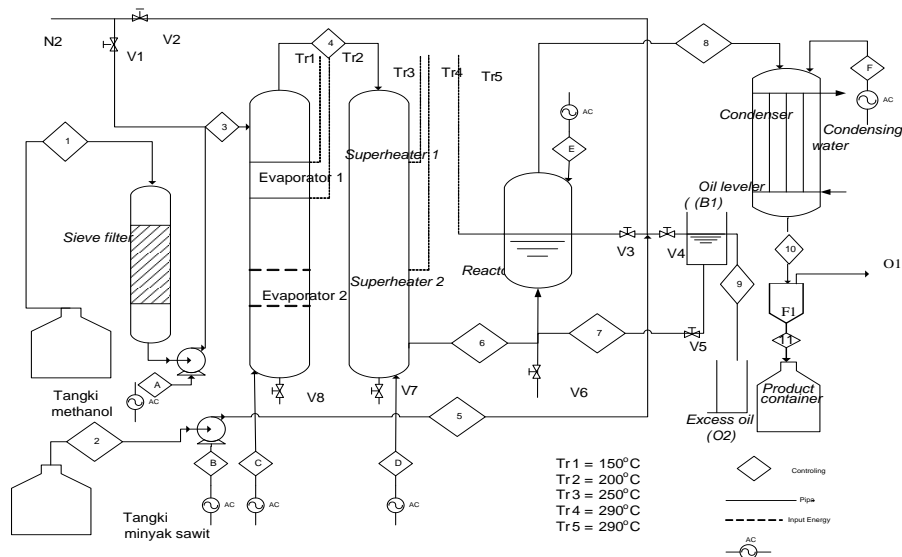 N2
V1
V2
1
Sieve filter
Tangki
methanol
A
AC
2
Tangki
minyak sawit
B
AC
C
AC
D
AC
3
4
Tr1
Tr2
Tr3
Tr4
Tr5
Evaporator 1
Evaporator 2
V8
Superheater 1
Superheater 2
V7
5
6
7
AC
E
Reacto
V6
V3
V4
V5
8
Oil leveler
( (B1)
9
Excess oil
(O2)
F
AC
Condenser
Condensing
water
10
O1
F1
11
Product
container
Tr1 = 150°C
Tr2 = 200°C
Tr3 = 250°C
Tr4 = 290°C
Tr5 = 290°C
Controling
Pipe
Input Energy
AC